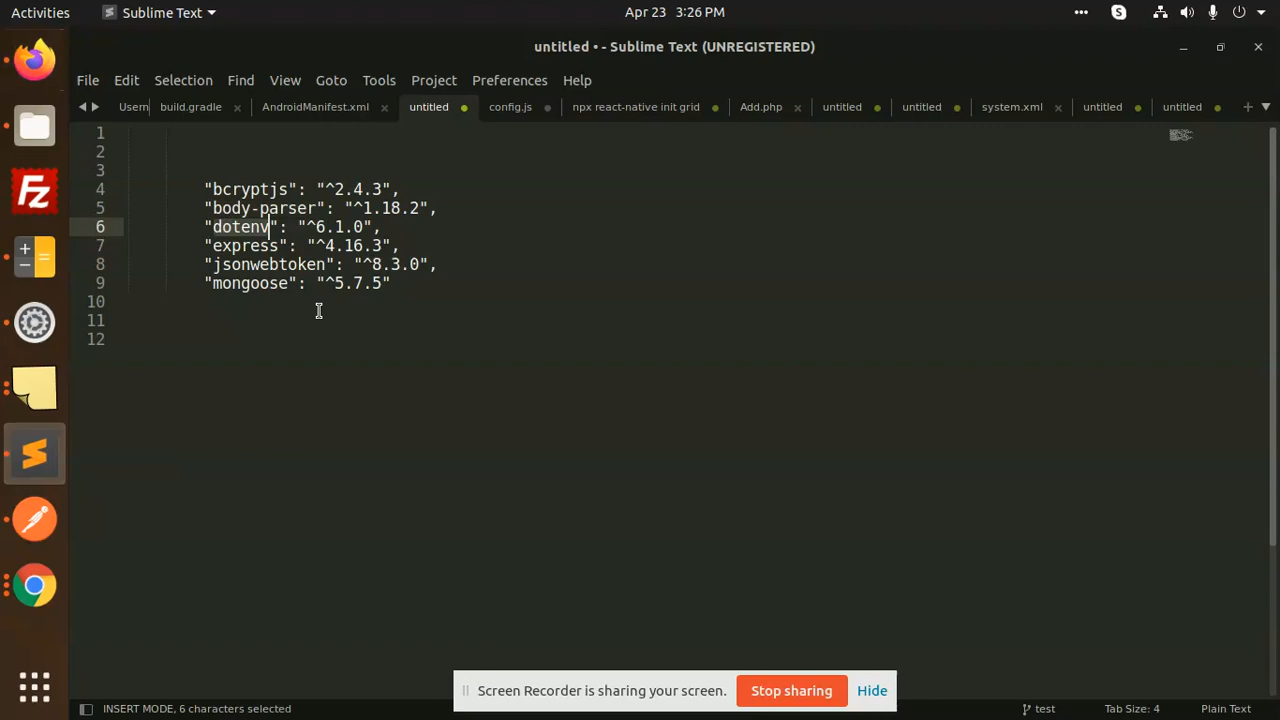 Activities
Sublime Text
Apr 23 3:26 PM
untitled • - Sublime Text (UNREGISTERED)
File Edit Selection Find View Goto Tools Project Preferences Help
Usern build.gradle AndroidManifest.xml untitled config.js npx react-native init grid Add.php untitled untitled system.xml untitled untitled
1
2
3
4 "bcryptjs": "^2.4.3",
5 "body-parser": "^1.18.2",
6 "dotenv": "^6.1.0",
7 "express": "^4.16.3",
8 "jsonwebtoken": "^8.3.0",
9 "mongoose": "^5.7.5"
10
11
12
Fz
Screen Recorder is sharing your screen. Stop sharing Hide
INSERT MODE, 6 characters selected
test
Tab Size: 4
Plain Text